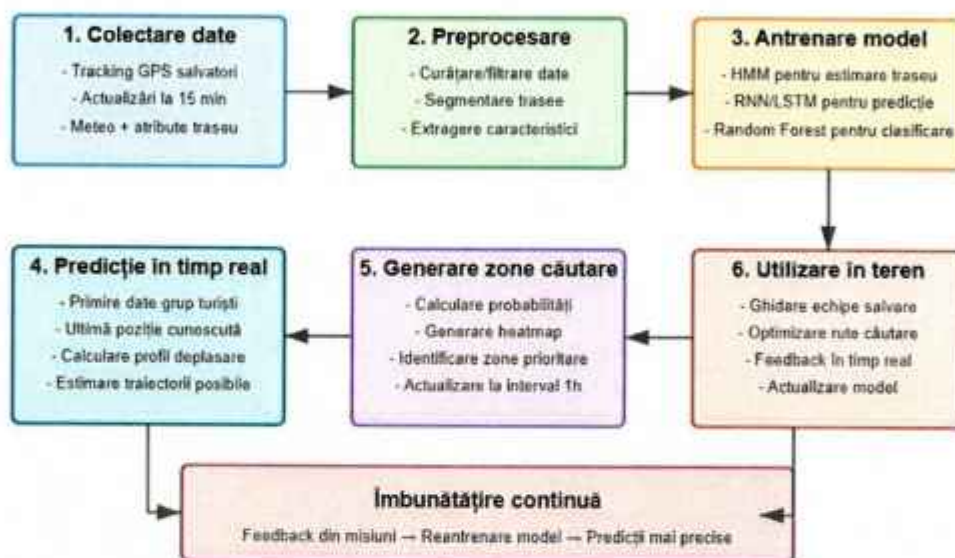 1. Colectare date
- Tracking GPS salvatori
- Actualizări la 15 min
- Meteo + atribute traseu
2. Preprocesare
- Curățare/filtrare date
- Segmentare trasee
- Extragere caracteristici
3. Antrenare model
- HMM pentru estimare traseu
- RNN/LSTM pentru predicție
- Random Forest pentru clasificare
4. Predicție în timp real
- Primire date grup turiști
- Ultimă poziție cunoscută
- Calculare profil deplasare
- Estimare traiectorii posibile
5. Generare zone căutare
- Calculare probabilități
- Generare heatmap
- Identificare zone prioritare
- Actualizare la interval 1h
6. Utilizare în teren
- Ghidare echipe salvare
- Optimizare rute căutare
- Feedback în timp real
- Actualizare model
Îmbunătățire continuă
Feedback din misiuni → Reantrenare model → Predicții mai precise